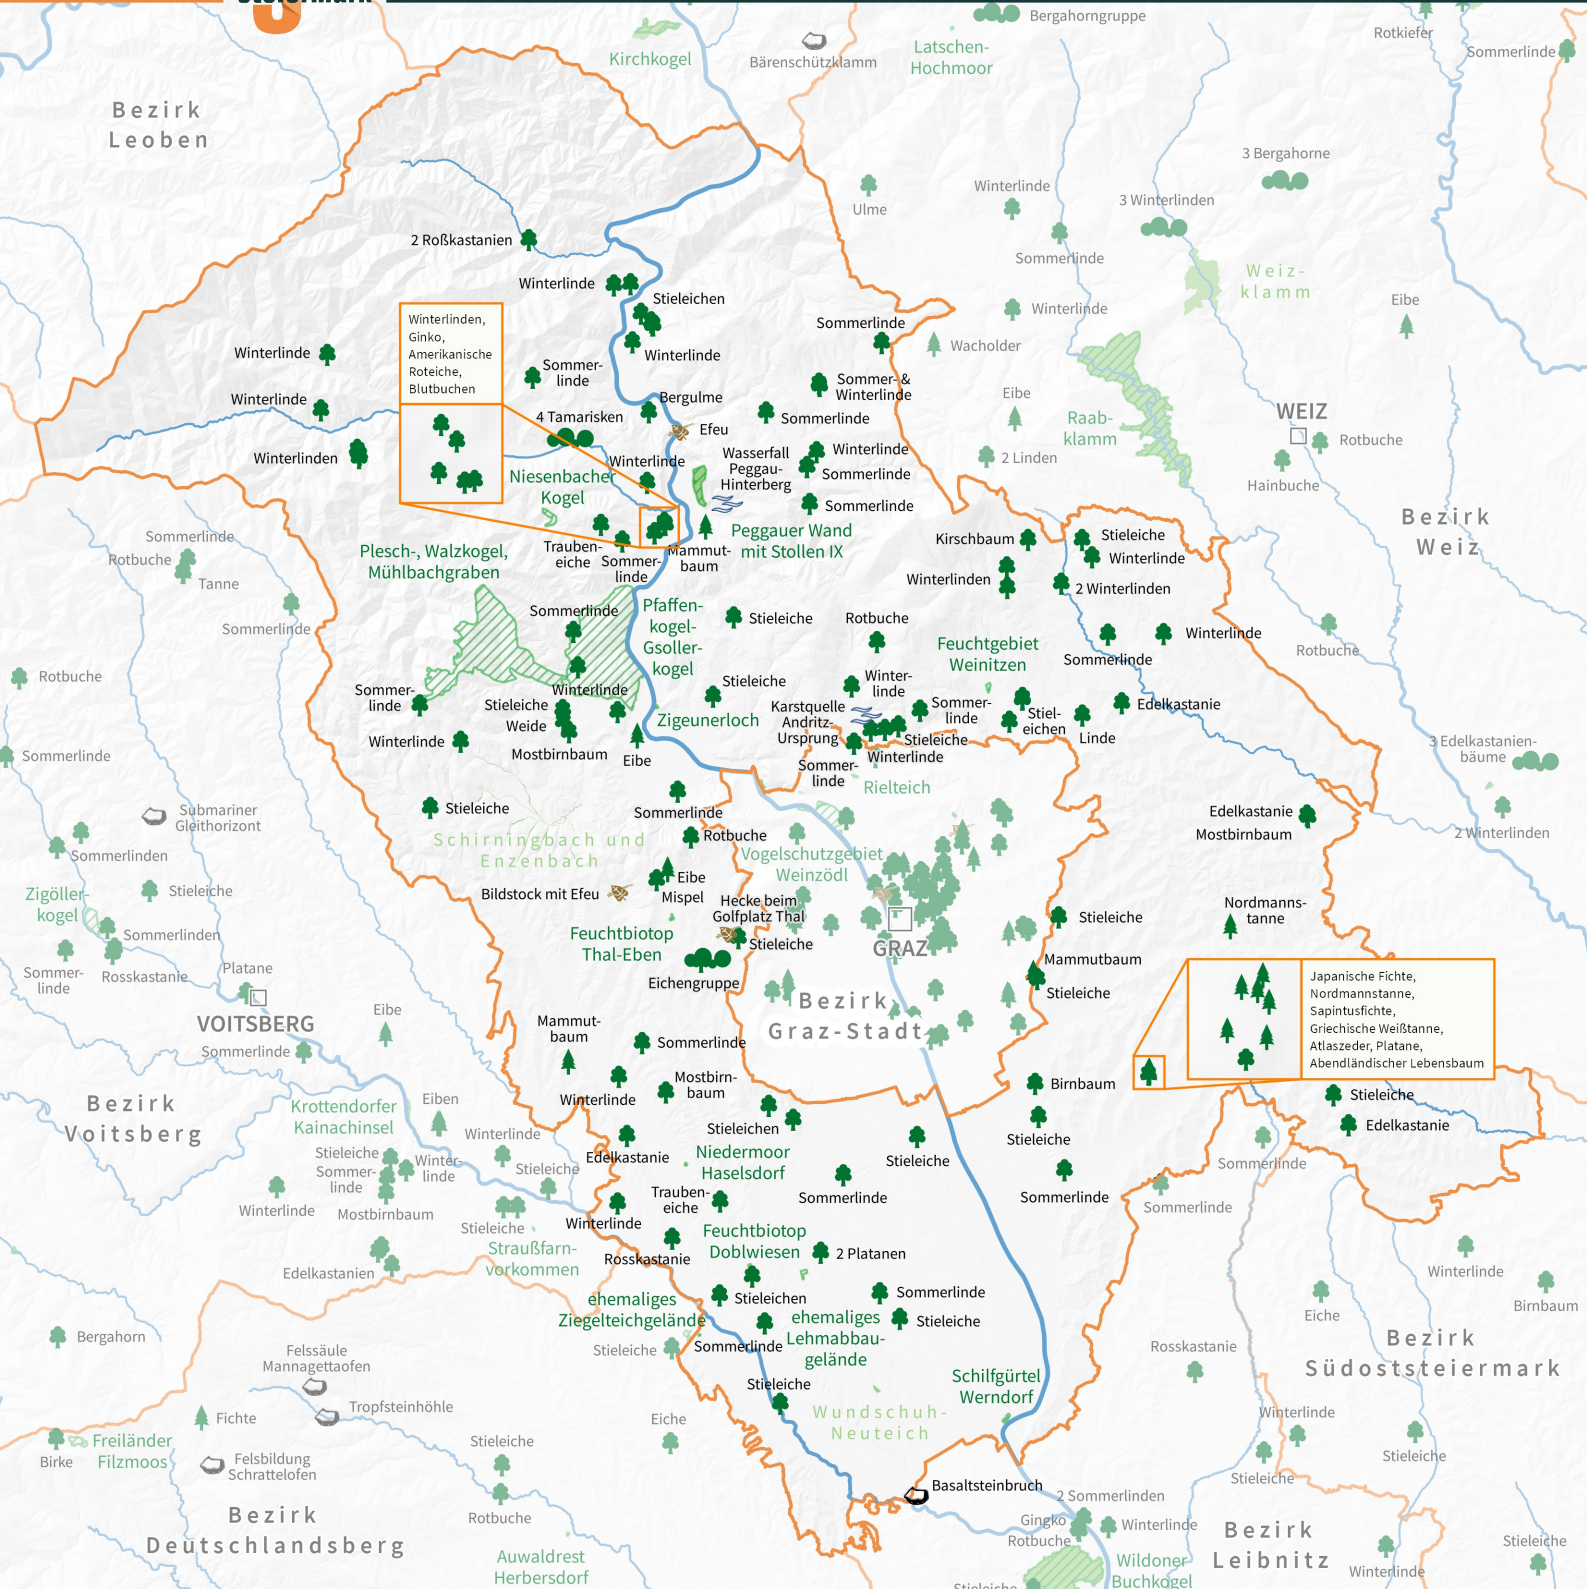 Steiermark
Kirchkogel
Bärenschützklamm
Latschen-
Hochmoor
Bergahorngruppe
Rotkiefer
Sommerlinde
Bezirk
Leoben
3 Bergahorne
Ulme
Winterlinde
3 Winterlinden
Sommerlinde
Weiz-
klamm
2 Roßkastanien
Winterlinde
Stieleichen
Winterlinde
Sommerlinde
Winterlinde
Wacholder
Eibe
Winterlinden,
Ginko,
Amerikanische
Roteiche,
Blutbuchen
Winterlinde
Winterlinde
Winterlinden
Sommer-
linde
Bergulme
4 Tamarisken
Efeu
Sommer- &
Winterlinde
Sommerlinde
Eibe
Raab-
klamm
WEIZ
Rotbuche
2 Linden
Hainbuche
Winterlinde
Wasserfall
Peggau-
Hinterberg
Winterlinde
Sommerlinde
Sommerlinde
Niesenbacher
Kogel
Peggauer Wand
mit Stollen IX
Trauben-
eiche
Sommer-
linde
Mammut-
baum
Plesch-, Walzkogel,
Mühlbachgraben
Sommerlinde
Rotbuche
Tanne
Sommerlinde
Kirschbaum
Stieleiche
Winterlinde
Winterlinden
2 Winterlinden
Bezirk
Weiz
Sommerlinde
Pfaffen-
kogel-
Gsoller-
kogel
Stieleiche
Rotbuche
Feuchtgebiet
Weinitzen
Sommerlinde
Winterlinde
Rotbuche
Rotbuche
Sommer-
linde
Winterlinde
Stieleiche
Weide
Mostbirnbaum
Winterlinde
Eibe
Stieleiche
Zigeunerloch
Winter-
linde
Karstquelle
Andritz-
Ursprung
Sommer-
linde
Stieleiche
Winterlinde
Sommer-
linde
Stiel-
eichen
Linde
Edelkastanie
Sommerlinde
Rielteich
3 Edelkastanien-
bäume
2 Winterlinden
Submariner
Gleithorizont
Sommerlinden
Stieleiche
Zigöller-
kogel
Sommerlinden
Sommer-
linde
Rosskastanie
Stieleiche
Schirningbach und
Enzenbach
Sommerlinde
Rotbuche
Vogelschutzgebiet
Weinzödl
Edelkastanie
Mostbirnbaum
Bildstock mit Efeu
Eibe
Mispel
Hecke beim
Golfplatz Thal
Stieleiche
Feuchtbiotop
Thal-Eben
Eichengruppe
GRAZ
Stieleiche
Nordmanns-
tanne
Mammutbaum
Stieleiche
Platane
VOITSBERG
Sommerlinde
Eibe
Bezirk
Graz-Stadt
Japanische Fichte,
Nordmannstanne,
Sapintusfichte,
Griechische Weißtanne,
Atlaszeder, Platane,
Abendländischer Lebensbaum
Mammut-
baum
Sommerlinde
Winterlinde
Mostbirn-
baum
Birnbaum
Stieleiche
Stieleiche
Edelkastanie
Bezirk
Voitsberg
Krottendorfer
Kainachinsel
Eiben
Winterlinde
Stieleiche
Stieleiche
Sommer-
linde
Winter-
linde
Mostbirnbaum
Winterlinde
Stieleiche
Edelkastanie
Stieleichen
Niedermoor
Haselsdorf
Stieleiche
Sommerlinde
Sommerlinde
Sommerlinde
Sommerlinde
Winterlinde
Trauben-
eiche
Rosskastanie
Feuchtbiotop
Doblwiesen
2 Platanen
Straußfarn-
vorkommen
Edelkastanien
Winterlinde
Birnbaum
Eiche
ehemaliges
Ziegelteichgelände
Stieleichen
Sommerlinde
Stieleiche
Stieleiche
Sommerlinde
ehemaliges
Lehmabbau-
gelände
Bergahorn
Felssäule
Mannagettaofen
Tropfsteinhöhle
Bezirk
Südoststeiermark
Rosskastanie
Stieleiche
Schilfgürtel
Werndorf
Wundschuh-
Neuteich
Fichte
Birke
Freiländer
Filzmoos
Felsbildung
Schrattelofen
Stieleiche
Eiche
Rotbuche
Winterlinde
Stieleiche
Stieleiche
Basaltsteinbruch
2 Sommerlinden
Gingko
Rotbuche
Winterlinde
Bezirk
Deutschlandsberg
Auwaldrest
Herbersdorf
Bezirk
Leibnitz
Wildoner
Buchkogel
Stieleiche
Winterlinde
Stieleiche